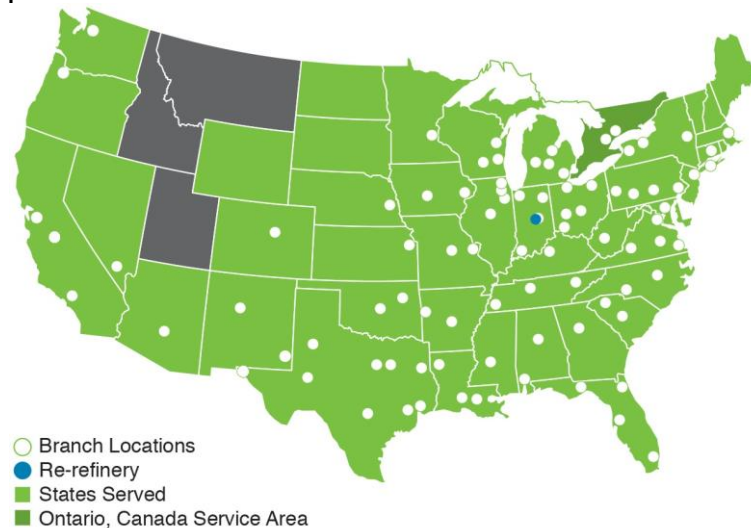 Branch Locations
Re-refinery
States Served
Ontario, Canada Service Area